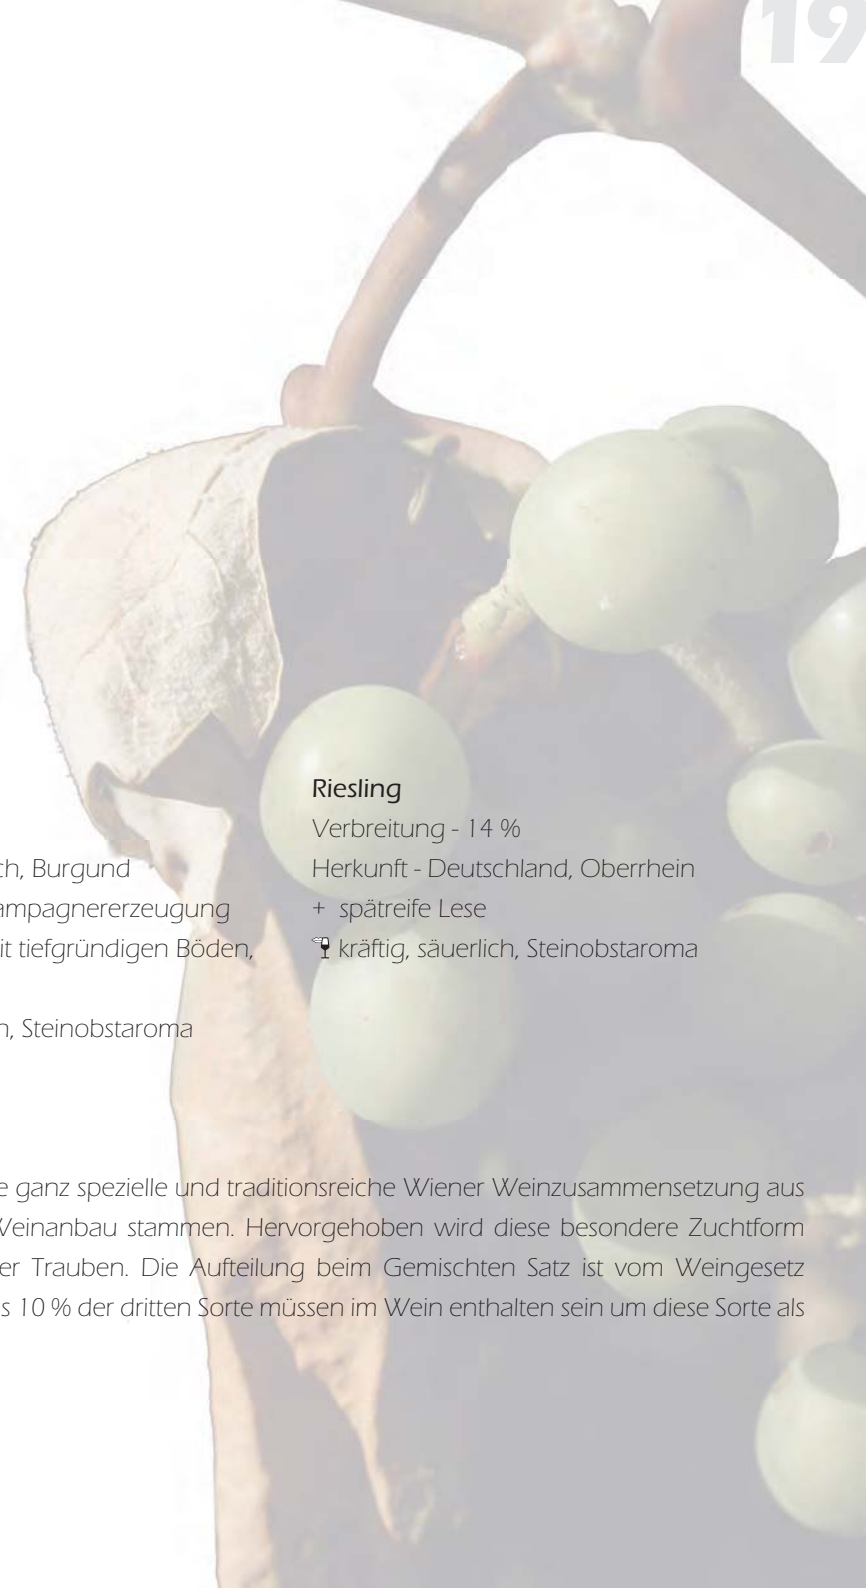 19
Riesling
Verbreitung - 14 %
Herkunft - Deutschland, Oberrhein
+ spätreife Lese
kräftig, säuerlich, Steinobstaroma
ch, Burgund
ampagnererzeugung
it tiefgründigen Böden,
n, Steinobstaroma
e ganz spezielle und traditionsreiche Wiener Weinzusammensetzung aus
Weinanbau stammen. Hervorgehoben wird diese besondere Zuchtform
er Trauben. Die Aufteilung beim Gemischten Satz ist vom Weingesetz
s 10 % der dritten Sorte müssen im Wein enthalten sein um diese Sorte als